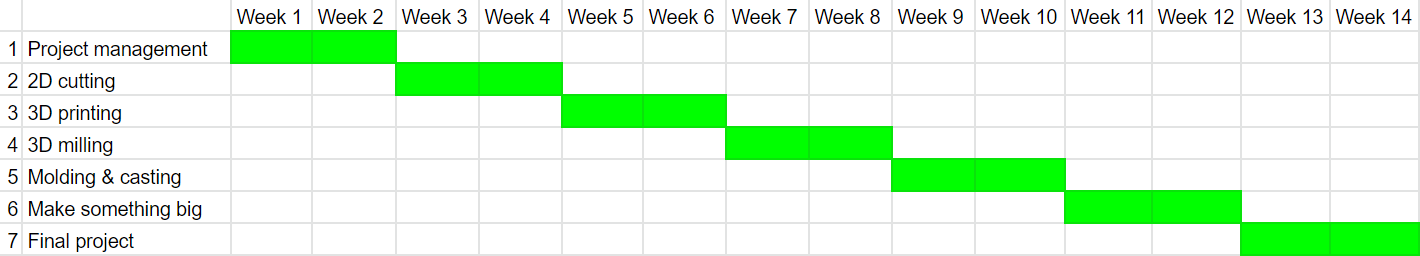 Week 1 Week 2 Week 3 Week 4 Week 5 Week 6 Week 7 Week 8 Week 9 Week 10 Week 11 Week 12 Week 13 Week 14
1 Project management
2 2D cutting
3 3D printing
4 3D milling
5 Molding & casting
6 Make something big
7 Final project